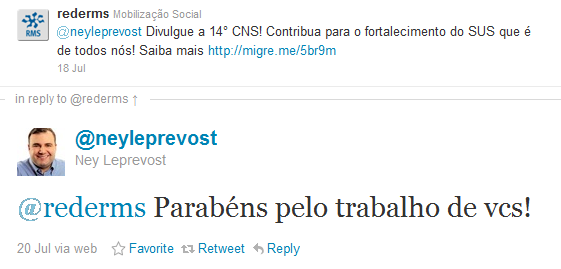 rederms Mobilização Social
@neyleprevost Divulgue a 14° CNS! Contribua para o fortalecimento do SUS que é
de todos nós! Saiba mais http://migre.me/5br9m
18 Jul
RMS
in reply to @rederms ↑
@neyleprevost
Ney Leprevost
@rederms Parabéns pelo trabalho de vcs!
20 Jul via web Favorite Retweet Reply